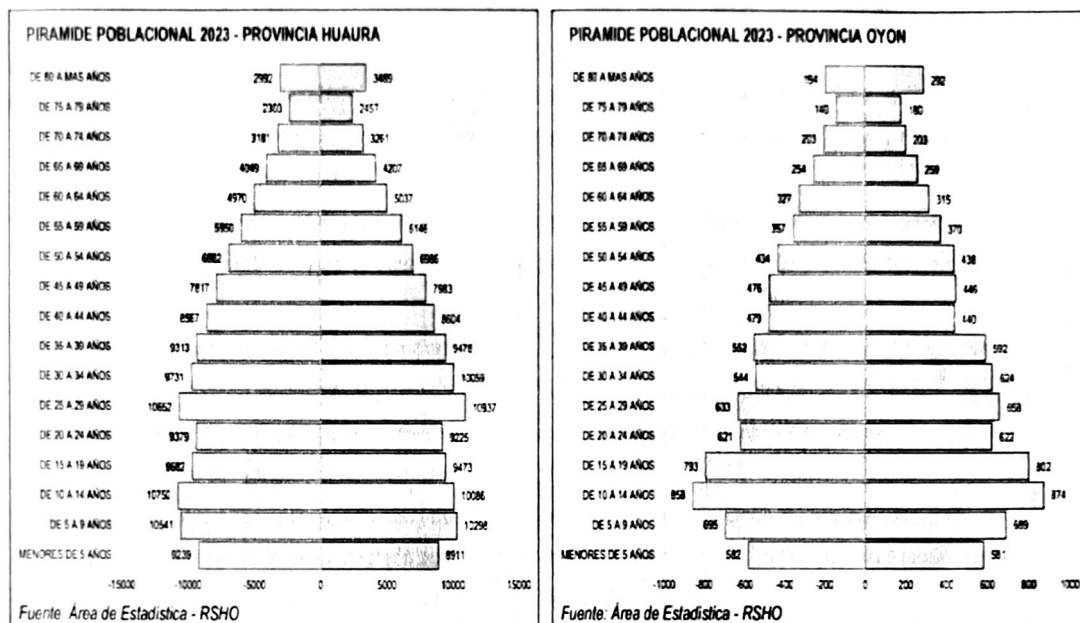 PIRAMIDE POBLACIONAL 2023 - PROVINCIA HUAURA
DE 80 A MAS AÑOS 2992 3489
DE 75 A 79 AÑOS 2303 2457
DE 70 A 74 AÑOS 3181 3261
DE 65 A 69 AÑOS 4207
DE 60 A 64 AÑOS 4970 5037
DE 55 A 59 AÑOS 5950 6146
DE 50 A 54 AÑOS 6882 6986
DE 45 A 49 AÑOS 7817 7983
DE 40 A 44 AÑOS 8567 8604
DE 35 A 39 AÑOS 9313 9478
DE 30 A 34 AÑOS 9731 10059
DE 25 A 29 AÑOS 10652 10937
DE 20 A 24 AÑOS 9379 9225
DE 15 A 19 AÑOS 9682 9473
DE 10 A 14 AÑOS 10750 10086
DE 5 A 9 AÑOS 10541 10298
MENORES DE 5 AÑOS 9239 8911
-15000 -10000 -5000 0 5000 10000 15000
Fuente: Área de Estadistica - RSHO
PIRAMIDE POBLACIONAL 2023 - PROVINCIA OYON
DE 80 A MAS AÑOS 194 292
DE 75 A 79 AÑOS 140 180
DE 70 A 74 AÑOS 203 203
DE 65 A 69 AÑOS 254 259
DE 60 A 64 AÑOS 327 315
DE 55 A 59 AÑOS 357 370
DE 50 A 54 AÑOS 434 438
DE 45 A 49 AÑOS 476 446
DE 40 A 44 AÑOS 479 440
DE 35 A 39 AÑOS 592
DE 30 A 34 AÑOS 544 624
DE 25 A 29 AÑOS 633 658
DE 20 A 24 AÑOS 621 622
DE 15 A 19 AÑOS 793 802
DE 10 A 14 AÑOS 858 874
DE 5 A 9 AÑOS 695 689
MENORES DE 5 AÑOS 582 581
-1000 -800 -600 -400 -200 0 200 400 600 800 1000
Fuente: Área de Estadistica - RSHO